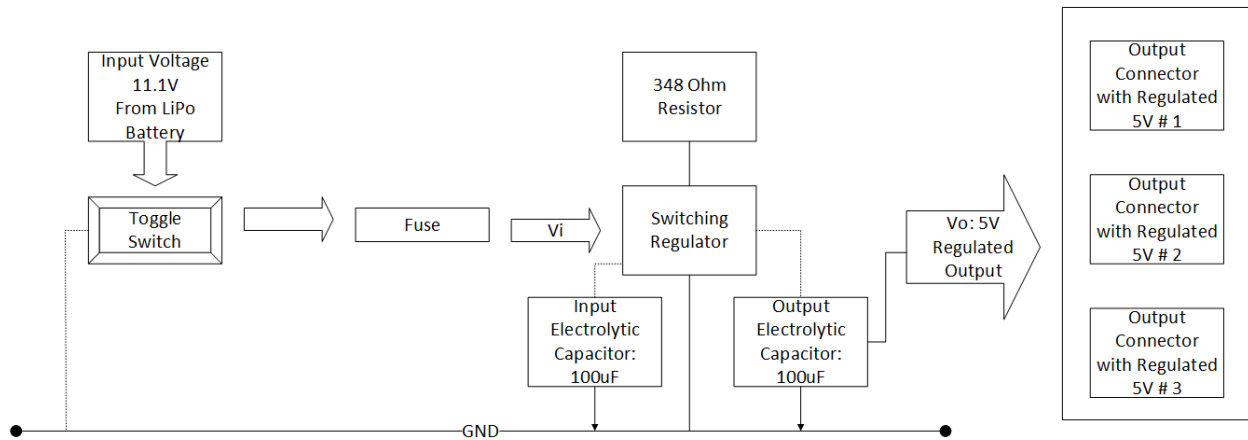 Input Voltage
11.1V
From LiPo
Battery
Toggle
Switch
Fuse
Vi
348 Ohm
Resistor
Switching
Regulator
Input
Electrolytic
Capacitor:
100uF
Output
Electrolytic
Capacitor:
100uF
Vo: 5V
Regulated
Output
Output
Connector
with Regulated
5V # 1
Output
Connector
with Regulated
5V # 2
Output
Connector
with Regulated
5V # 3
GND